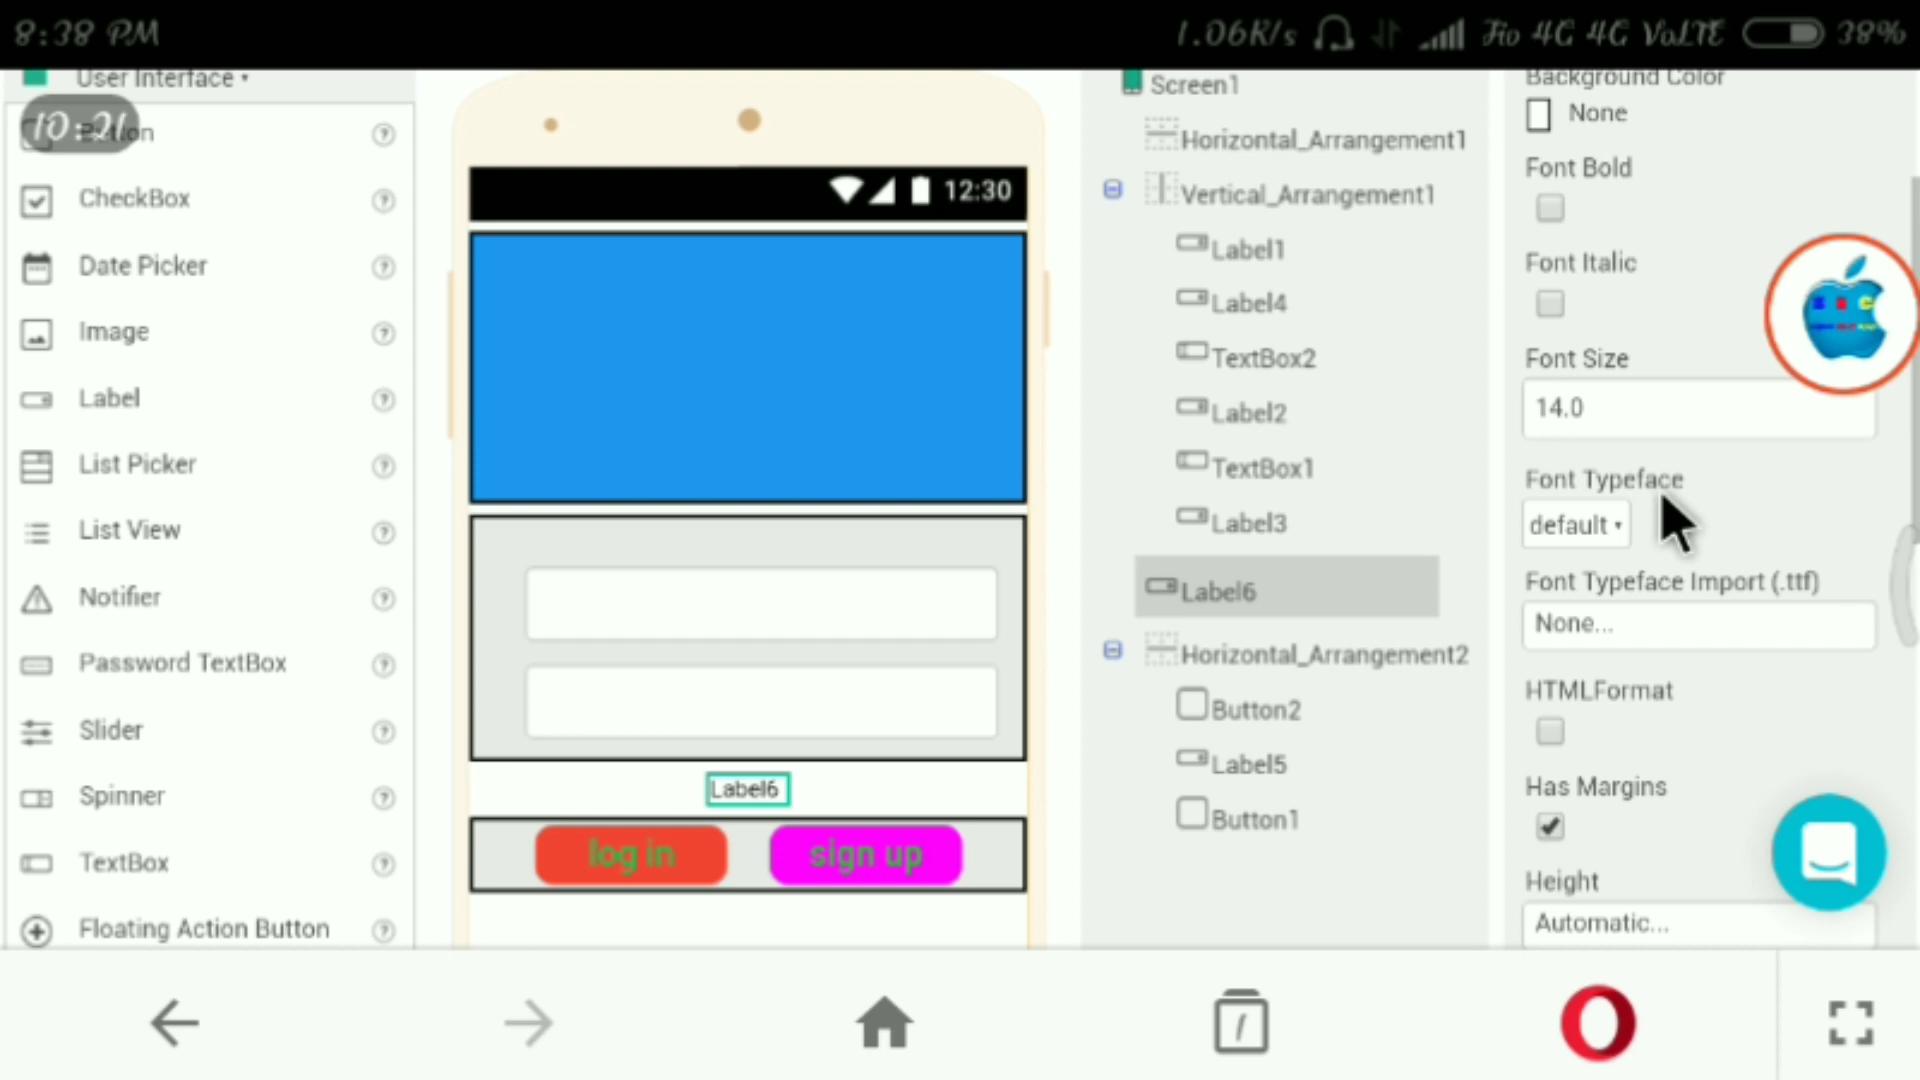 8:38 PM
1.06K/s Jio 4G 4G VoLTE 38%
User Interface
10:21
Button
CheckBox
Date Picker
Image
Label
List Picker
List View
Notifier
Password TextBox
Slider
Spinner
TextBox
Floating Action Button
12:30
Label6
log in
sign up
Screen1
Horizontal_Arrangement1
Vertical_Arrangement1
Label1
Label4
TextBox2
Label2
TextBox1
Label3
Label6
Horizontal_Arrangement2
Button2
Label5
Button1
Background Color
None
Font Bold
Font Italic
Font Size
14.0
Font Typeface
default
Font Typeface Import (.ttf)
None...
HTMLFormat
Has Margins
Height
Automatic...